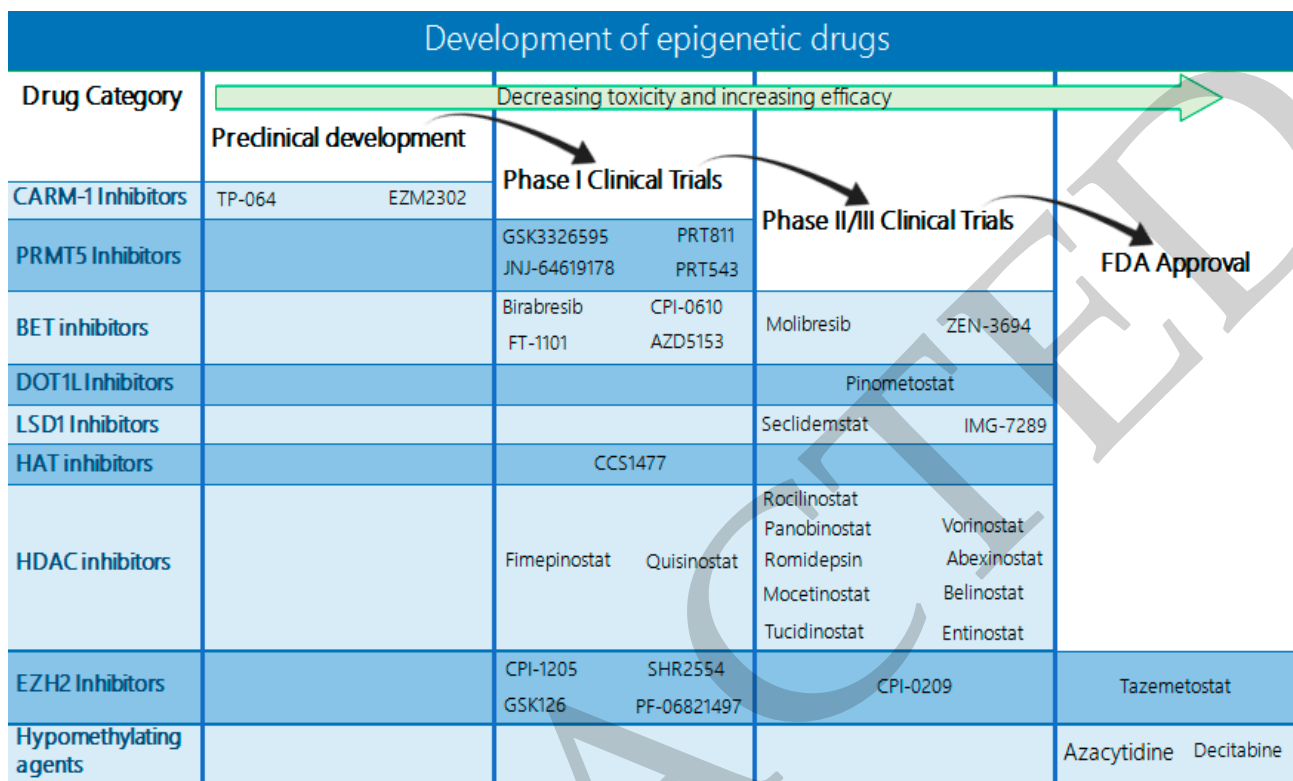 Development of epigenetic drugs
Drug Category
Decreasing toxicity and increasing efficacy
Preclinical development
Phase I Clinical Trials
Phase II/III Clinical Trials
FDA Approval
CARM-1 Inhibitors
TP-064 EZM2302
PRMT5 Inhibitors
GSK3326595 PRT811
JNJ-64619178 PRT543
BET inhibitors
Birabresib CPI-0610
FT-1101 AZD5153
Molibresib ZEN-3694
DOT1L Inhibitors
Pinometostat
LSD1 Inhibitors
Seclidemstat IMG-7289
HAT inhibitors
CCS1477
HDAC inhibitors
Fimepinostat Quisinostat
Rocilinostat
Panobinostat Vorinostat
Romidepsin Abexinostat
Mocetinostat Belinostat
Tucidinostat Entinostat
EZH2 Inhibitors
CPI-1205 SHR2554
GSK126 PF-06821497
CPI-0209
Tazemetostat
Hypomethylating
agents
Azacytidine Decitabine
ACTED